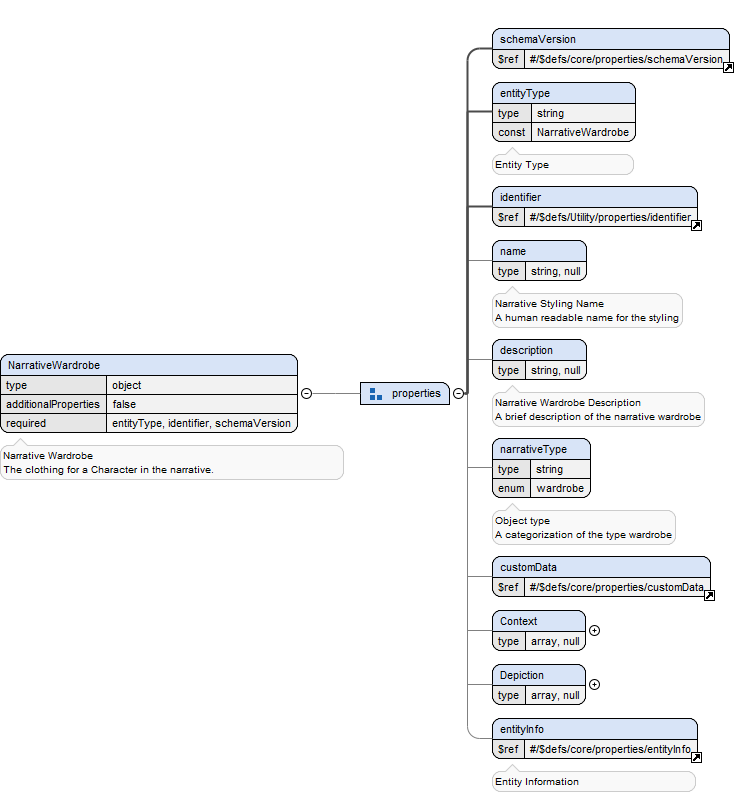 schemaVersion
$ref #/$defs/core/properties/schemaVersion
entityType
type string
const NarrativeWardrobe
Entity Type
identifier
$ref #/$defs/Utility/properties/identifier
name
type string, null
Narrative Styling Name
A human readable name for the styling
NarrativeWardrobe
type object
additionalProperties false
required entityType, identifier, schemaVersion
Narrative Wardrobe
The clothing for a Character in the narrative.
properties
description
type string, null
Narrative Wardrobe Description
A brief description of the narrative wardrobe
narrativeType
type string
enum wardrobe
Object type
A categorization of the type wardrobe
customData
$ref #/$defs/core/properties/customData
Context
type array, null
Depiction
type array, null
entityInfo
$ref #/$defs/core/properties/entityInfo
Entity Information